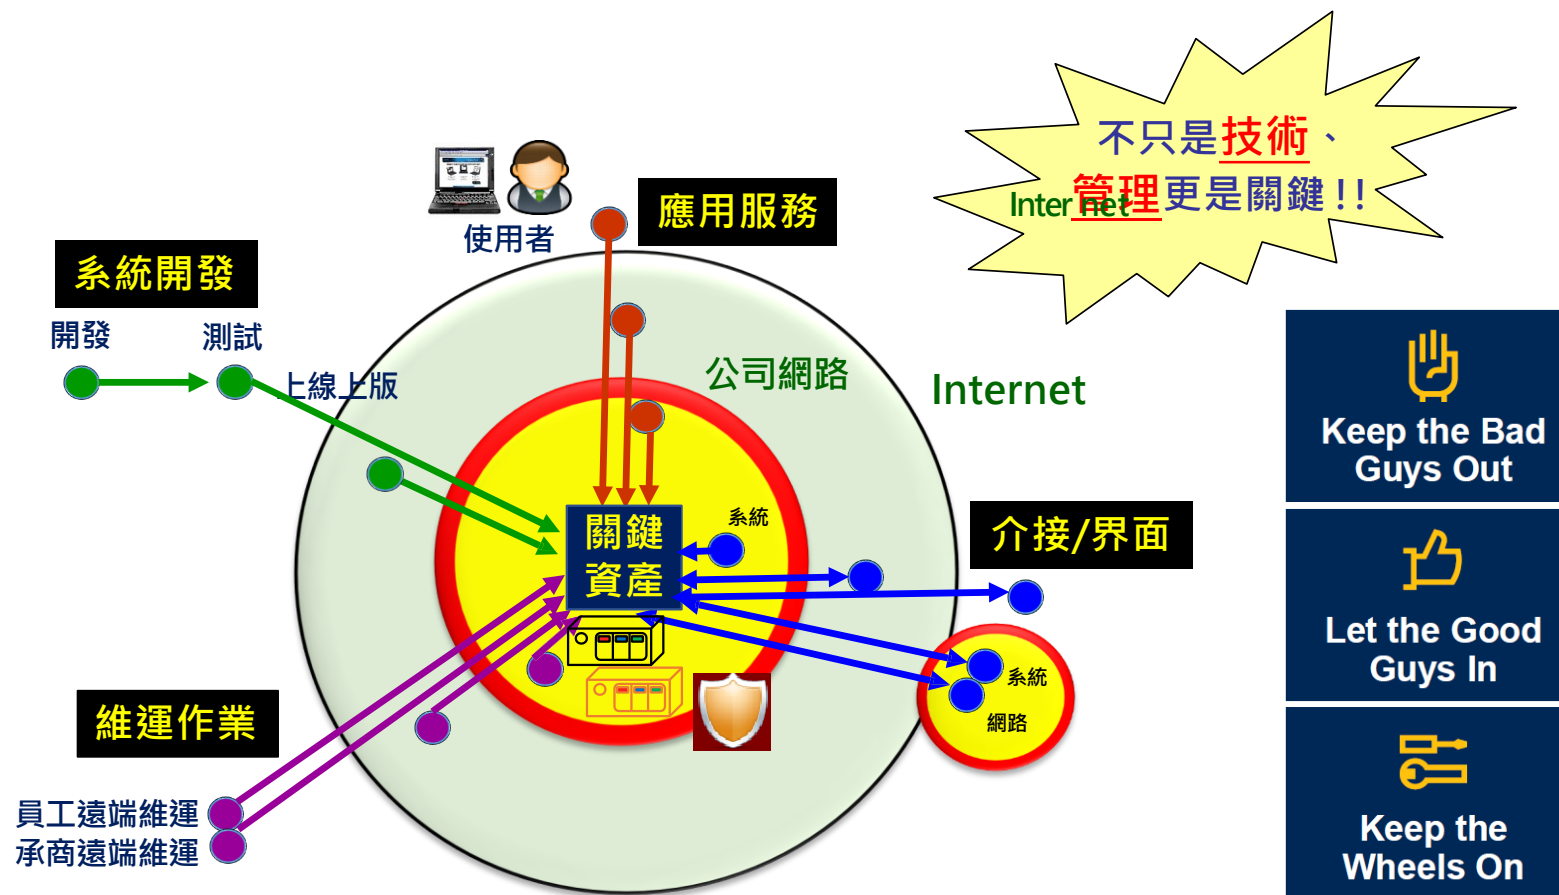 不只是技術、
管理更是關鍵!!
Internet
使用者
應用服務
系統開發
開發
測試
上線上版
公司網路
Internet
關鍵
資產
系統
介接/界面
系統
網路
維運作業
員工遠端維運
承商遠端維運
Keep the Bad
Guys Out
Let the Good
Guys In
Keep the
Wheels On